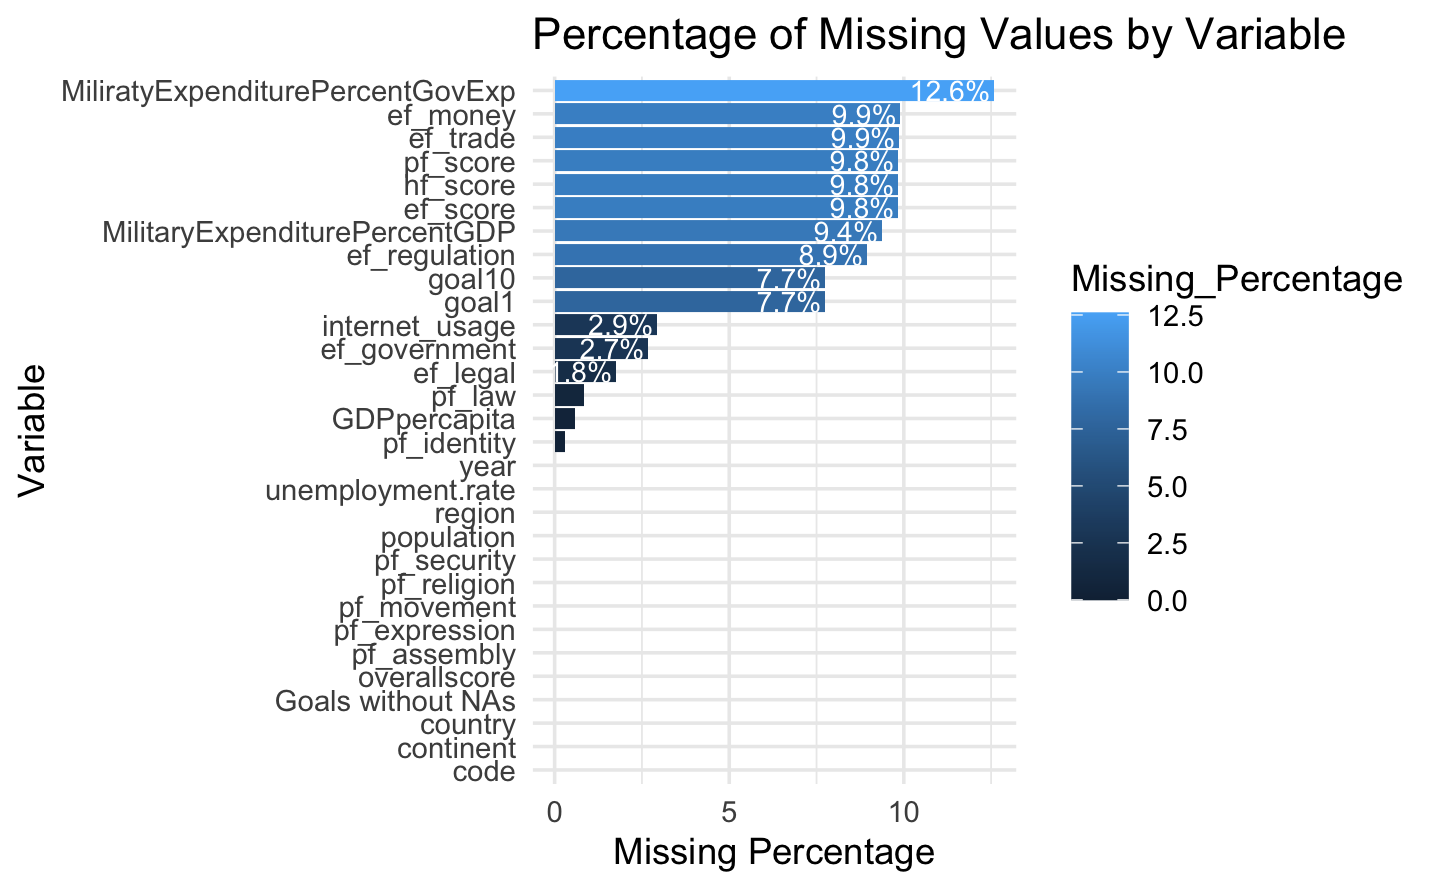 Percentage of Missing Values by Variable
MiliratyExpenditurePercentGovExp 12.6%
ef_money 9.9%
ef_trade 9.9%
pf_score 9.8%
hf_score 9.8%
ef_score 9.8%
MilitaryExpenditurePercentGDP 9.4%
ef_regulation 8.9%
goal10 7.7%
goal1 7.7%
internet_usage 2.9%
ef_government 2.7%
ef_legal 1.8%
pf_law
GDPpercapita
pf_identity
year
unemployment.rate
region
population
pf_security
pf_religion
pf_movement
pf_expression
pf_assembly
overallscore
Goals without NAs
country
continent
code
Variable
0 5 10
Missing Percentage
Missing_Percentage
12.5
10.0
7.5
5.0
2.5
0.0